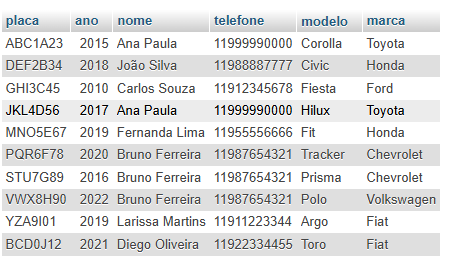 placa ano nome telefone modelo marca
ABC1A23 2015 Ana Paula 11999990000 Corolla Toyota
DEF2B34 2018 João Silva 11988887777 Civic Honda
GHI3C45 2010 Carlos Souza 11912345678 Fiesta Ford
JKL4D56 2017 Ana Paula 11999990000 Hilux Toyota
MNO5E67 2019 Fernanda Lima 11955556666 Fit Honda
PQR6F78 2020 Bruno Ferreira 11987654321 Tracker Chevrolet
STU7G89 2016 Bruno Ferreira 11987654321 Prisma Chevrolet
VWX8H90 2022 Bruno Ferreira 11987654321 Polo Volkswagen
YZA9I01 2019 Larissa Martins 11911223344 Argo Fiat
BCD0J12 2021 Diego Oliveira 11922334455 Toro Fiat